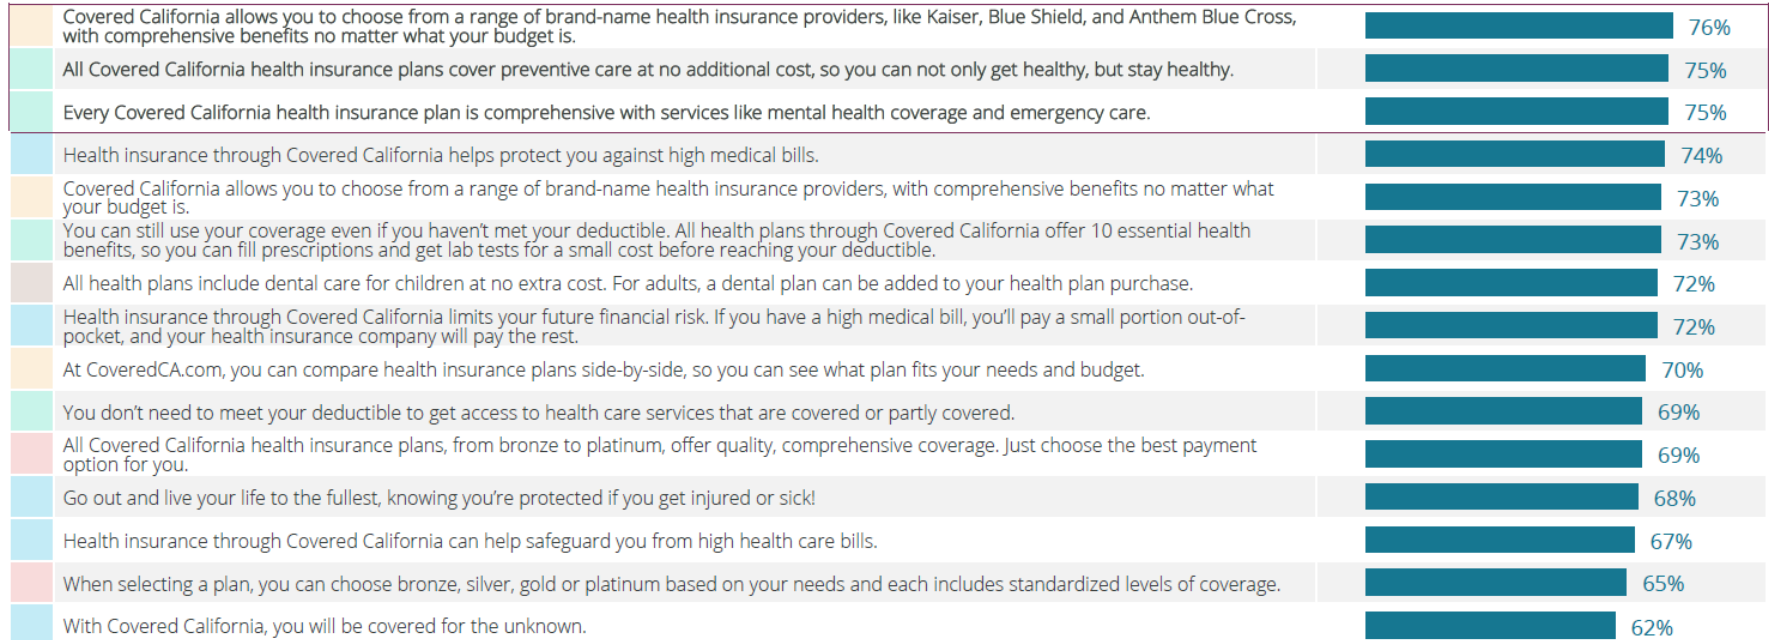 Covered California allows you to choose from a range of brand-name health insurance providers, like Kaiser, Blue Shield, and Anthem Blue Cross,
with comprehensive benefits no matter what your budget is.
76%
All Covered California health insurance plans cover preventive care at no additional cost, so you can not only get healthy, but stay healthy.
75%
Every Covered California health insurance plan is comprehensive with services like mental health coverage and emergency care.
75%
Health insurance through Covered California helps protect you against high medical bills.
74%
Covered California allows you to choose from a range of brand-name health insurance providers, with comprehensive benefits no matter what
your budget is.
73%
You can still use your coverage even if you haven’t met your deductible. All health plans through Covered California offer 10 essential health
benefits, so you can fill prescriptions and get lab tests for a small cost before reaching your deductible.
73%
All health plans include dental care for children at no extra cost. For adults, a dental plan can be added to your health plan purchase.
72%
Health insurance through Covered California limits your future financial risk. If you have a high medical bill, you’ll pay a small portion out-of-
pocket, and your health insurance company will pay the rest.
72%
At CoveredCA.com, you can compare health insurance plans side-by-side, so you can see what plan fits your needs and budget.
70%
You don’t need to meet your deductible to get access to health care services that are covered or partly covered.
69%
All Covered California health insurance plans, from bronze to platinum, offer quality, comprehensive coverage. Just choose the best payment
option for you.
69%
Go out and live your life to the fullest, knowing you’re protected if you get injured or sick!
68%
Health insurance through Covered California can help safeguard you from high health care bills.
67%
When selecting a plan, you can choose bronze, silver, gold or platinum based on your needs and each includes standardized levels of coverage.
65%
With Covered California, you will be covered for the unknown.
62%